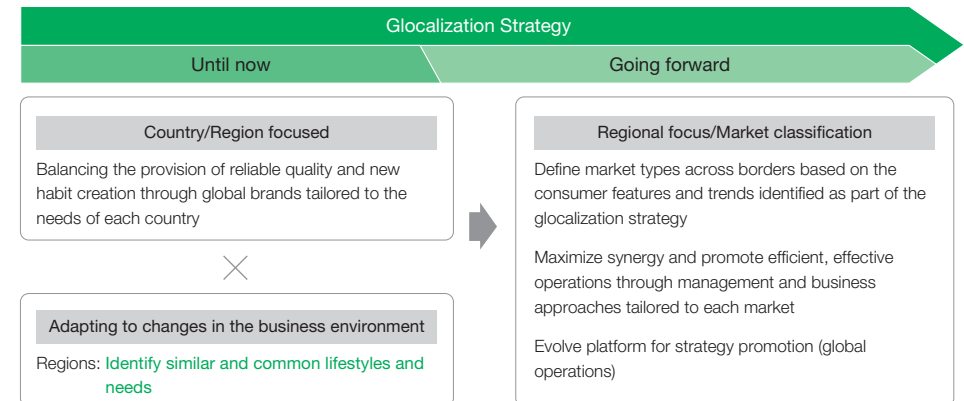 Glocalization Strategy
Until now
Going forward
Country/Region focused
Balancing the provision of reliable quality and new
habit creation through global brands tailored to the
needs of each country
×
Adapting to changes in the business environment
Regions: Identify similar and common lifestyles and
needs
Regional focus/Market classification
Define market types across borders based on the
consumer features and trends identified as part of the
glocalization strategy
Maximize synergy and promote efficient, effective
operations through management and business
approaches tailored to each market
Evolve platform for strategy promotion (global
operations)